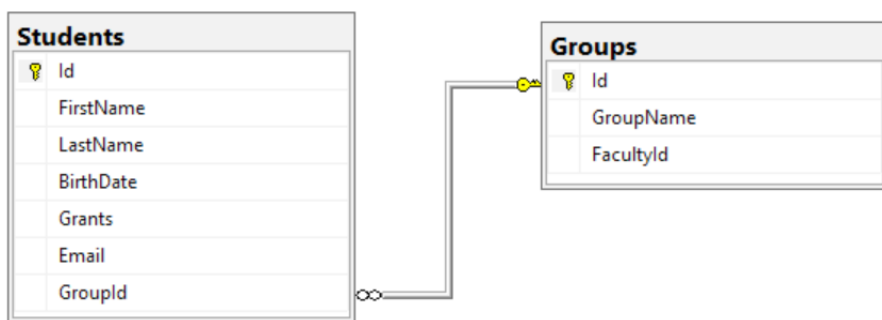 Students
Id
FirstName
LastName
BirthDate
Grants
Email
GroupId
Groups
Id
GroupName
FacultyId